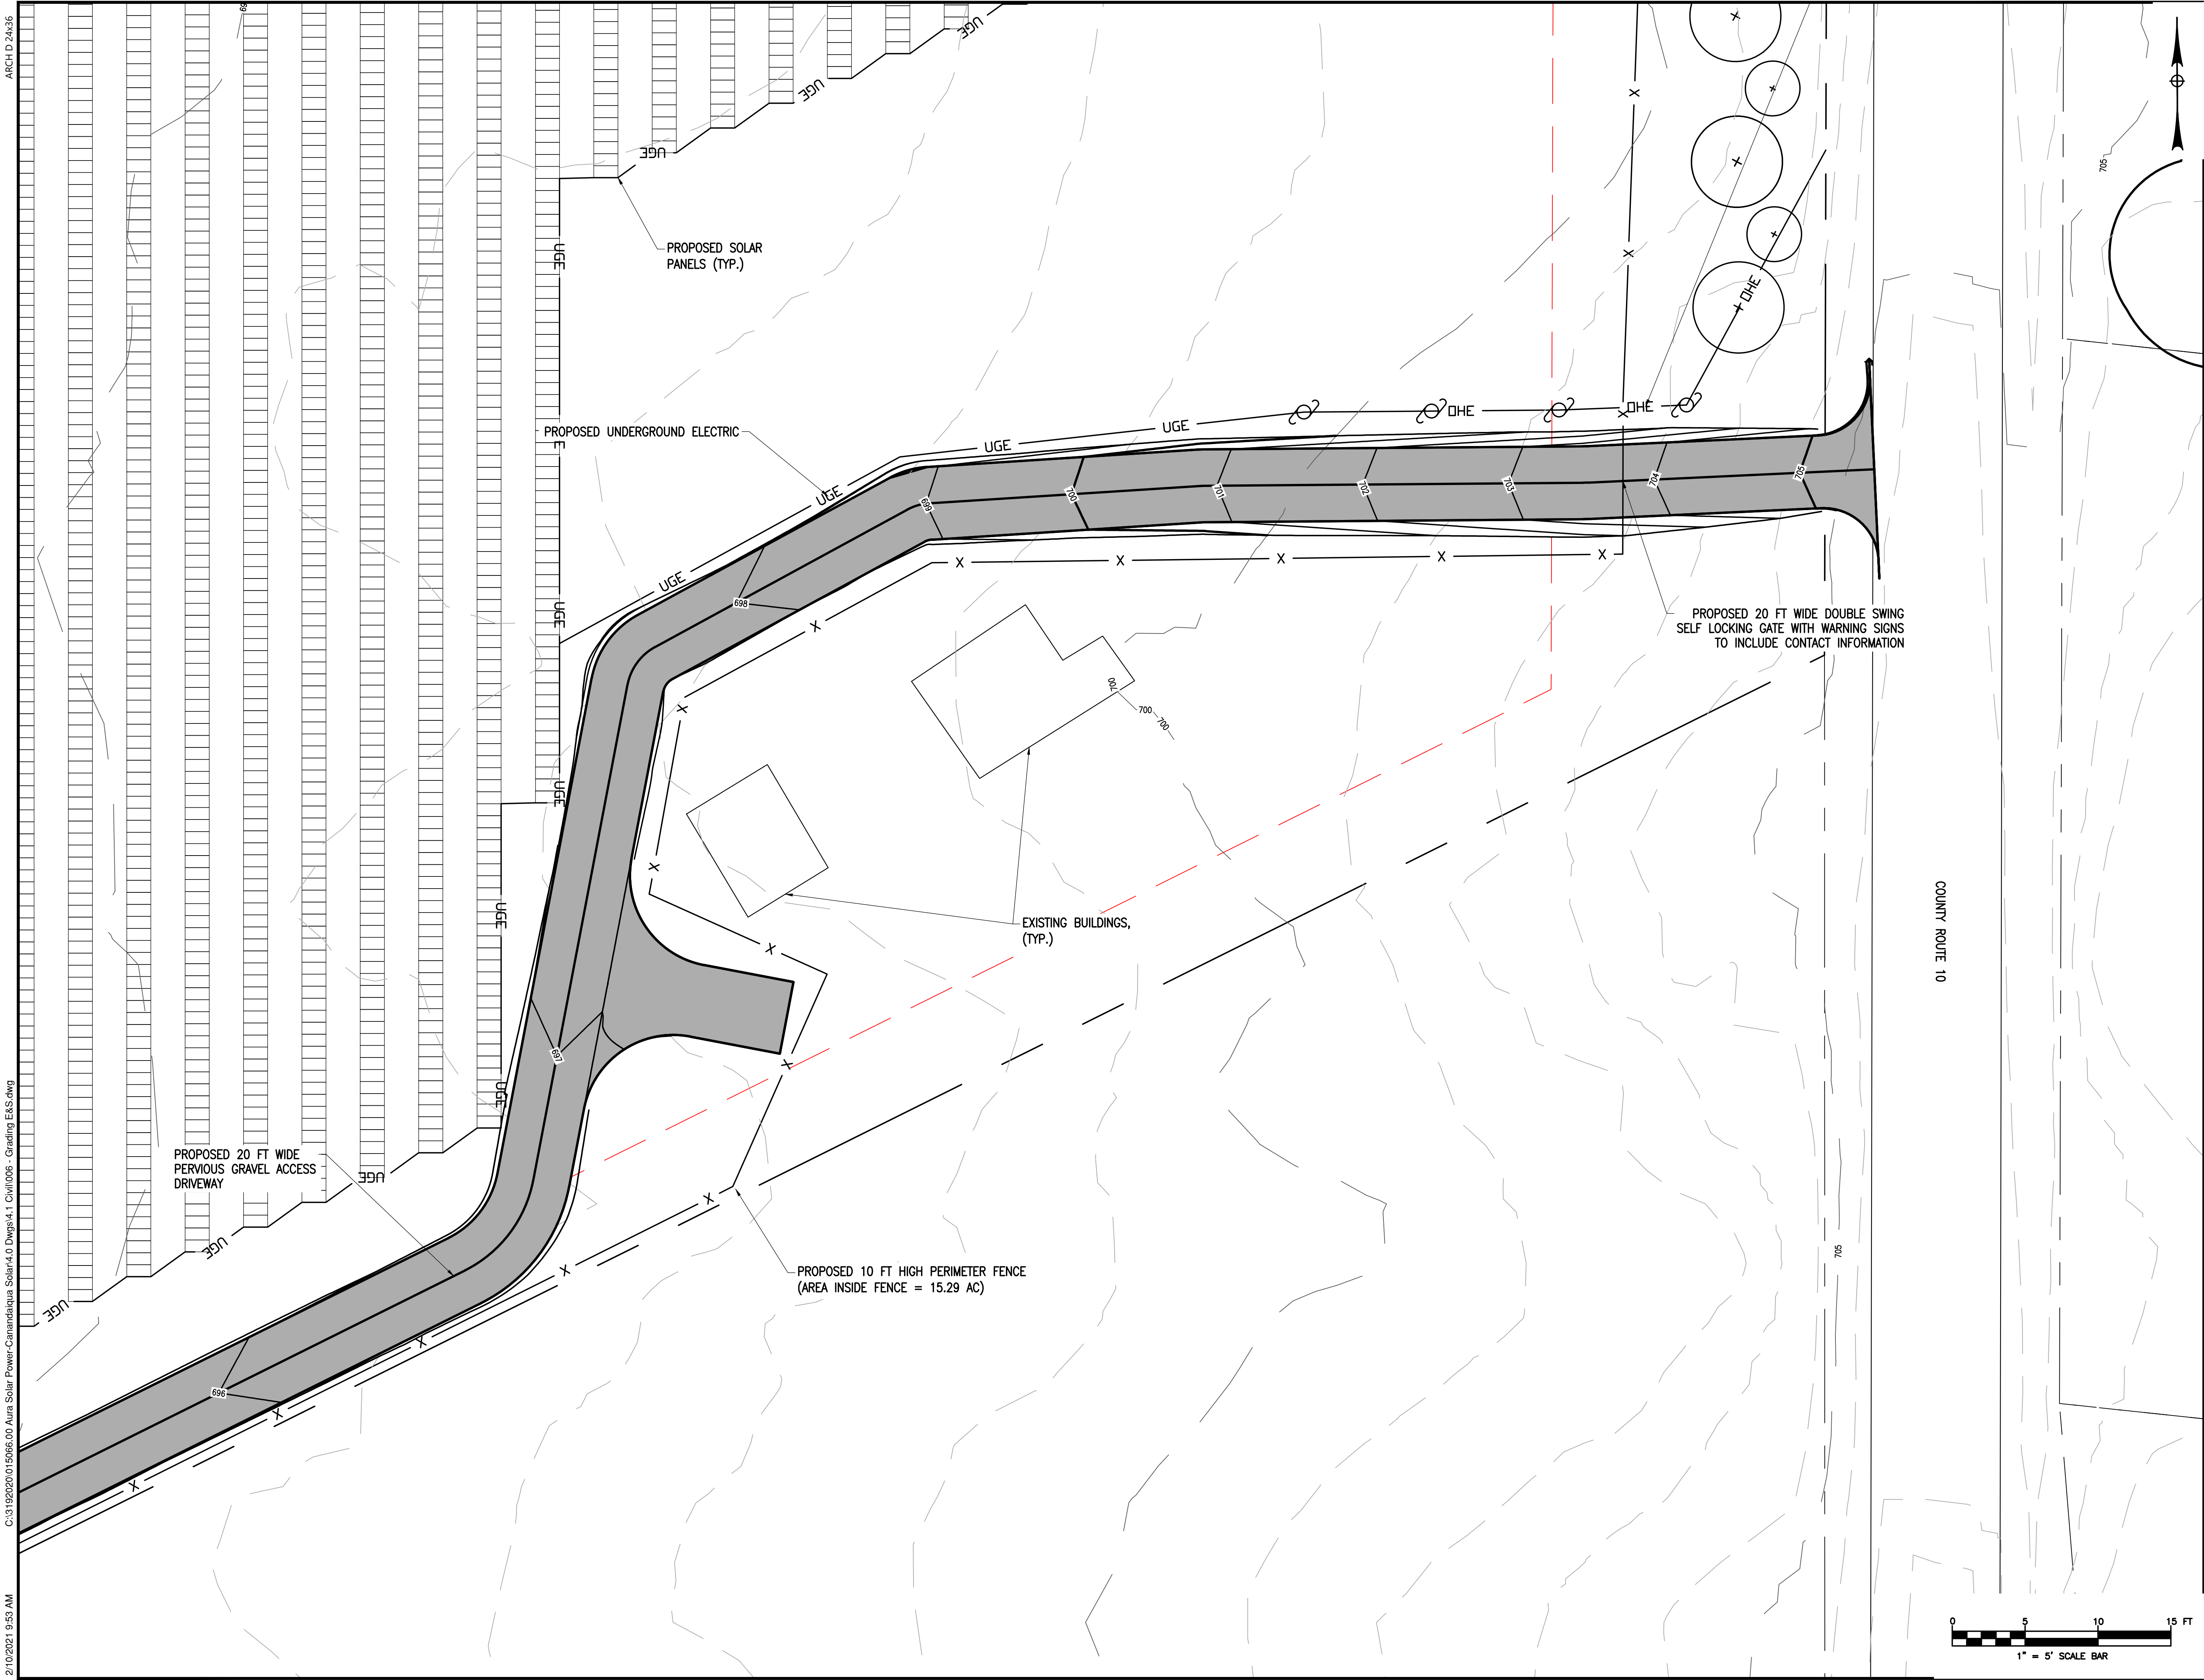 ARCH D 24x36
C:\319\2020\015066.00 Aura Solar Power-Canandaiqua Solar\4.0 Dwgs\4.1 Civil\006 - Grading E&S.dwg
2/10/2021 9:53 AM
69
UGE
UGE
UGE
UGE
PROPOSED SOLAR
PANELS (TYP.)
X
X
OHE
705
PROPOSED UNDERGROUND ELECTRIC
E
UGE
UGE
UGE
OHE
OHE
X
UGE
UGE
699
700
701
702
703
704
705
698
X
X
X
X
X
X
X
X
PROPOSED 20 FT WIDE DOUBLE SWING
SELF LOCKING GATE WITH WARNING SIGNS
TO INCLUDE CONTACT INFORMATION
700
700
700
UGE
UGE
EXISTING BUILDINGS,
(TYP.)
COUNTY ROUTE 10
X
X
697
UGE
PROPOSED 20 FT WIDE
PERVIOUS GRAVEL ACCESS
DRIVEWAY
UGE
UGE
UGE
X
X
X
X
X
696
PROPOSED 10 FT HIGH PERIMETER FENCE
(AREA INSIDE FENCE = 15.29 AC)
705
0 5 10 15 FT
1" = 5' SCALE BAR